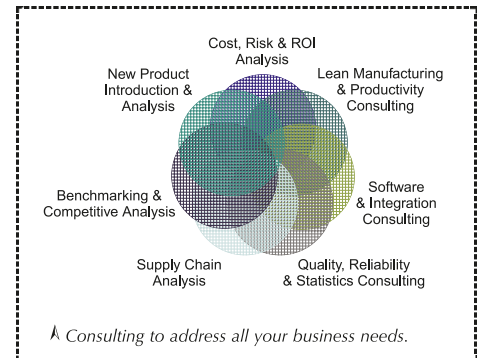 Cost, Risk & ROI
Analysis
New Product
Introduction &
Analysis
Lean Manufacturing
& Productivity
Consulting
Benchmarking &
Competitive Analysis
Software
& Integration
Consulting
Supply Chain
Analysis
Quality, Reliability
& Statistics Consulting
Consulting to address all your business needs.